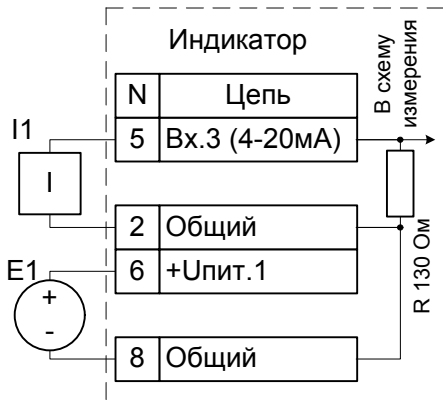 Индикатор
N Цепь
5 Вх.3 (4-20мА)
2 Общий
6 +Uпит.1
8 Общий
I1
I
E1
+
-
В схему
измерения
R 130 Ом